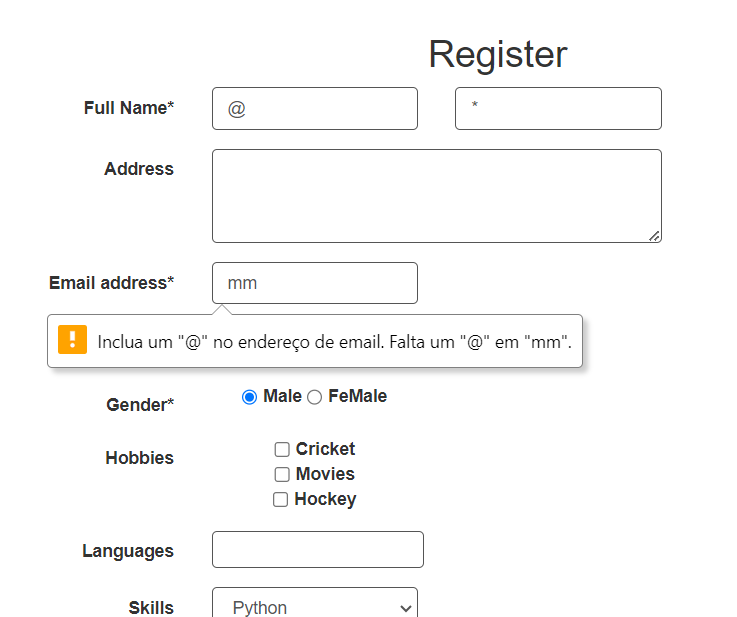 Register
Full Name* @ *
Address
Email address* mm
! Inclua um "@" no endereço de email. Falta um "@" em "mm".
Gender* Male FeMale
Hobbies Cricket
Movies
Hockey
Languages
Skills Python